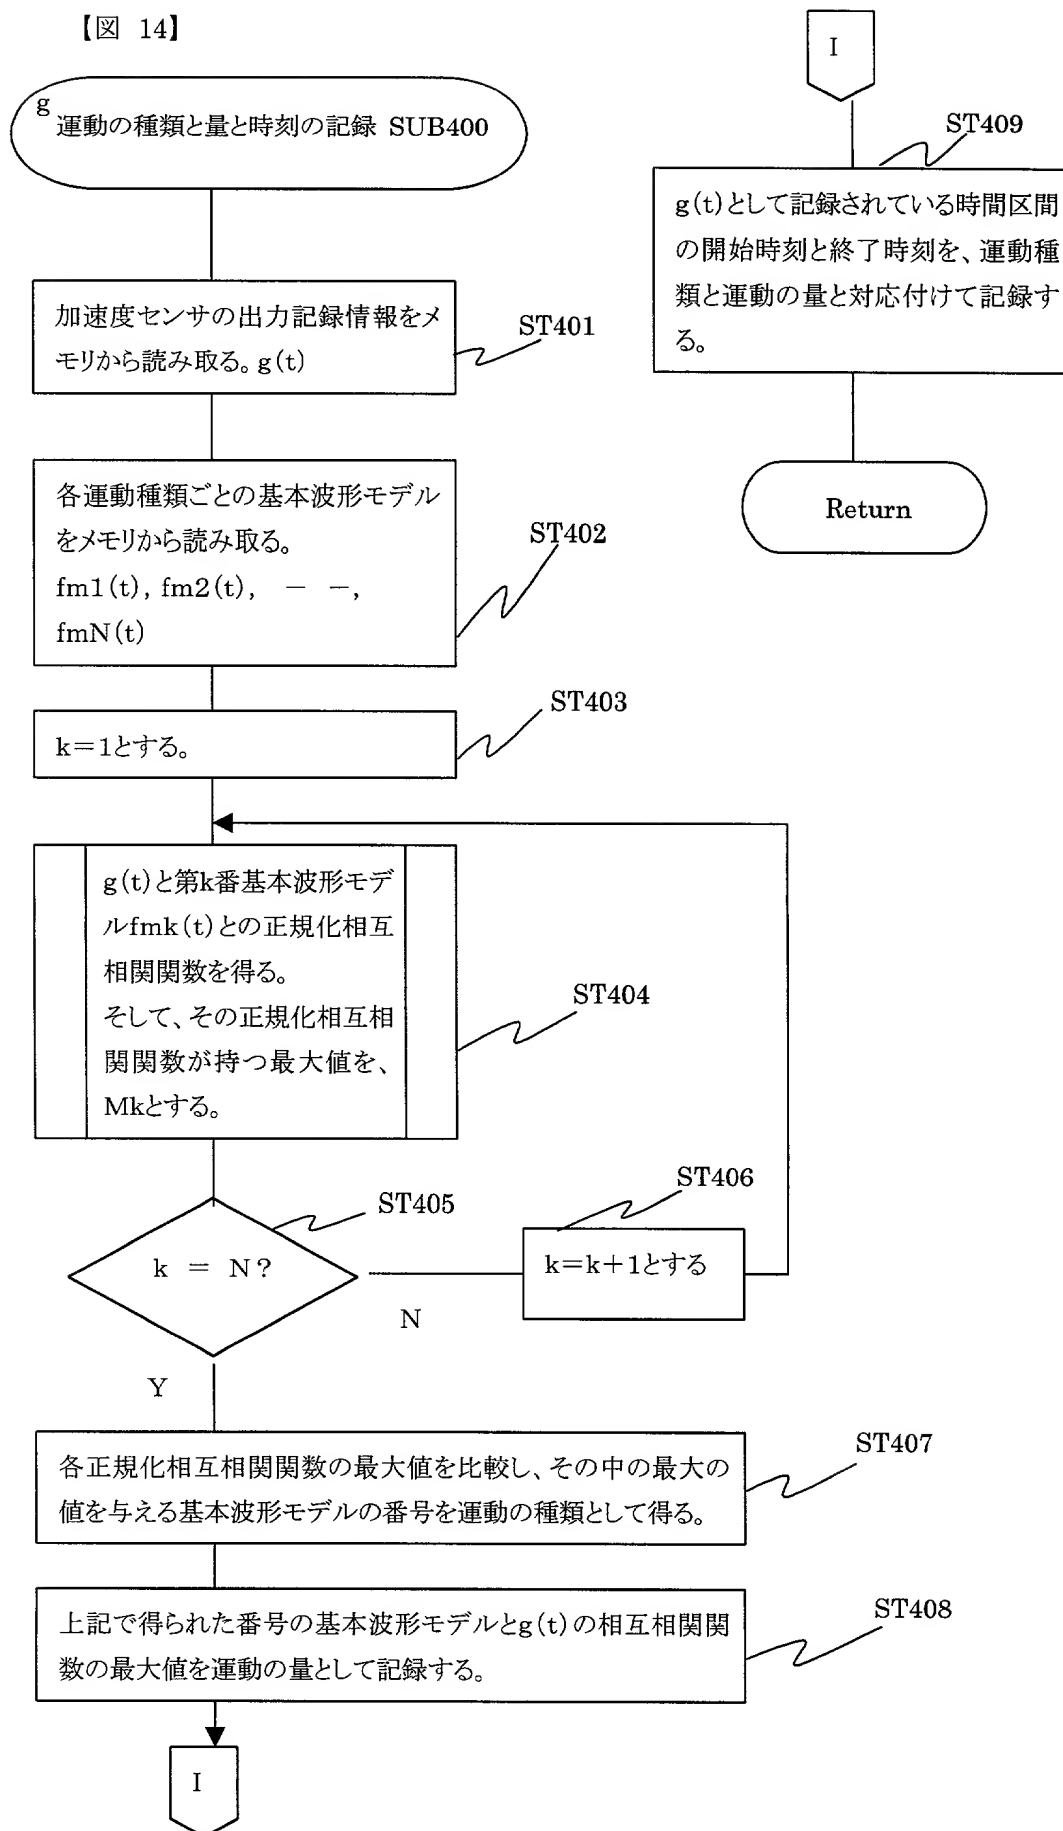 【図 14】
g
運動の種類と量と時刻の記録 SUB400
加速度センサの出力記録情報をメ
モリから読み取る。g(t)
ST401
各運動種類ごとの基本波形モデル
をメモリから読み取る。
fm1(t), fm2(t), － －,
fmN(t)
ST402
k＝1とする。
ST403
g(t)と第k番基本波形モデ
ルfmk(t)との正規化相互
相関関数を得る。
そして、その正規化相互相
関関数が持つ最大値を、
Mkとする。
ST404
k ＝ N？
ST405
N
k＝k＋1とする
ST406
Y
各正規化相互相関関数の最大値を比較し、その中の最大の
値を与える基本波形モデルの番号を運動の種類として得る。
ST407
上記で得られた番号の基本波形モデルとg(t)の相互相関関
数の最大値を運動の量として記録する。
ST408
I
I
ST409
g(t)として記録されている時間区間
の開始時刻と終了時刻を、運動種
類と運動の量と対応付けて記録す
る。
Return